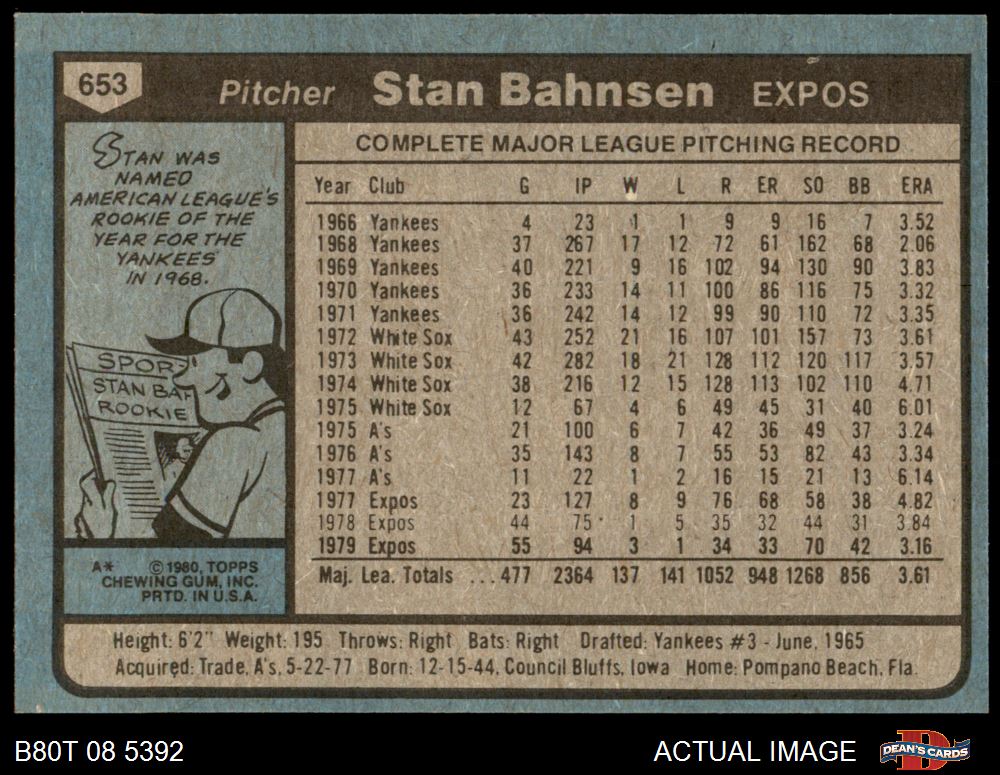 653 Pitcher Stan Bahnsen EXPOS
STAN WAS
NAMED
AMERICAN LEAGUE'S
ROOKIE OF THE
YEAR FOR THE
YANKEES
IN 1968.
SPOR
STAN BAH
ROOKIE
A* © 1980, TOPPS
CHEWING GUM, INC.
PRTD. IN U.S.A.
COMPLETE MAJOR LEAGUE PITCHING RECORD
Year Club G IP W L R ER SO BB ERA
1966 Yankees 4 23 1 1 9 9 16 7 3.52
1968 Yankees 37 267 17 12 72 61 162 68 2.06
1969 Yankees 40 221 9 16 102 94 130 90 3.83
1970 Yankees 36 233 14 11 100 86 116 75 3.32
1971 Yankees 36 242 14 12 99 90 110 72 3.35
1972 White Sox 43 252 21 16 107 101 157 73 3.61
1973 White Sox 42 282 18 21 128 112 120 117 3.57
1974 White Sox 38 216 12 15 128 113 102 110 4.71
1975 White Sox 12 67 4 6 49 45 31 40 6.01
1975 A's 21 100 6 7 42 36 49 37 3.24
1976 A's 35 143 8 7 55 53 82 43 3.34
1977 A's 11 22 1 2 16 15 21 13 6.14
1977 Expos 23 127 8 9 76 68 58 38 4.82
1978 Expos 44 75 1 5 35 32 44 31 3.84
1979 Expos 55 94 3 1 34 33 70 42 3.16
Maj. Lea. Totals ...477 2364 137 141 1052 948 1268 856 3.61
Height: 6'2" Weight: 195 Throws: Right Bats: Right Drafted: Yankees #3 - June, 1965
Acquired: Trade, A's, 5-22-77 Born: 12-15-44, Council Bluffs, Iowa Home: Pompano Beach, Fla.
B80T 08 5392 ACTUAL IMAGE D DEAN'S CARDS